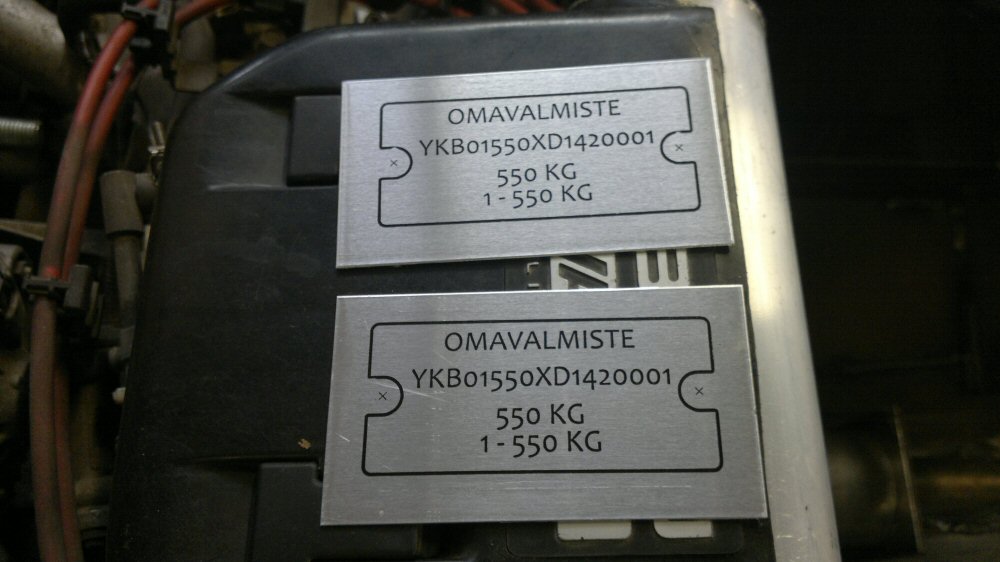 OMAVALMISTE
YKB01550XD1420001
550 KG
1 - 550 KG
OMAVALMISTE
YKB01550XD1420001
550 KG
1 - 550 KG